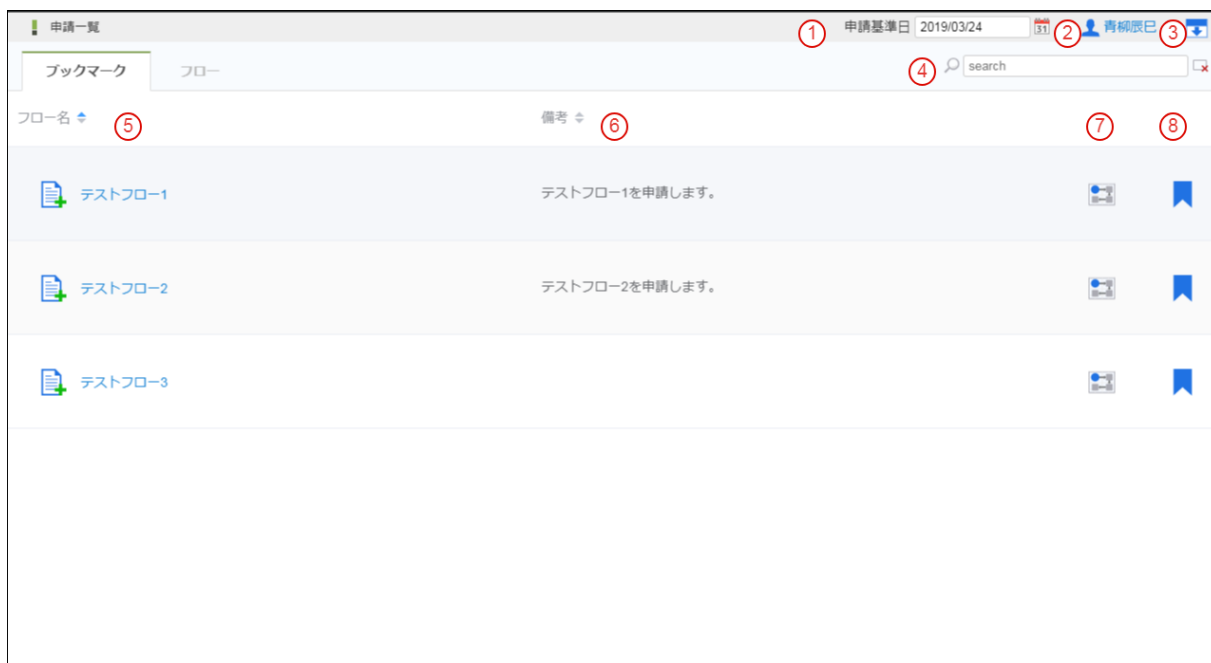 申請一覧 ① 申請基準日 2019/03/24 31 ② 青柳辰巳 ③
ブックマーク フロー ④ search
フロー名 ⑤ 備考 ⑥ ⑦ ⑧
テストフロー1 テストフロー1を申請します。
テストフロー2 テストフロー2を申請します。
テストフロー3